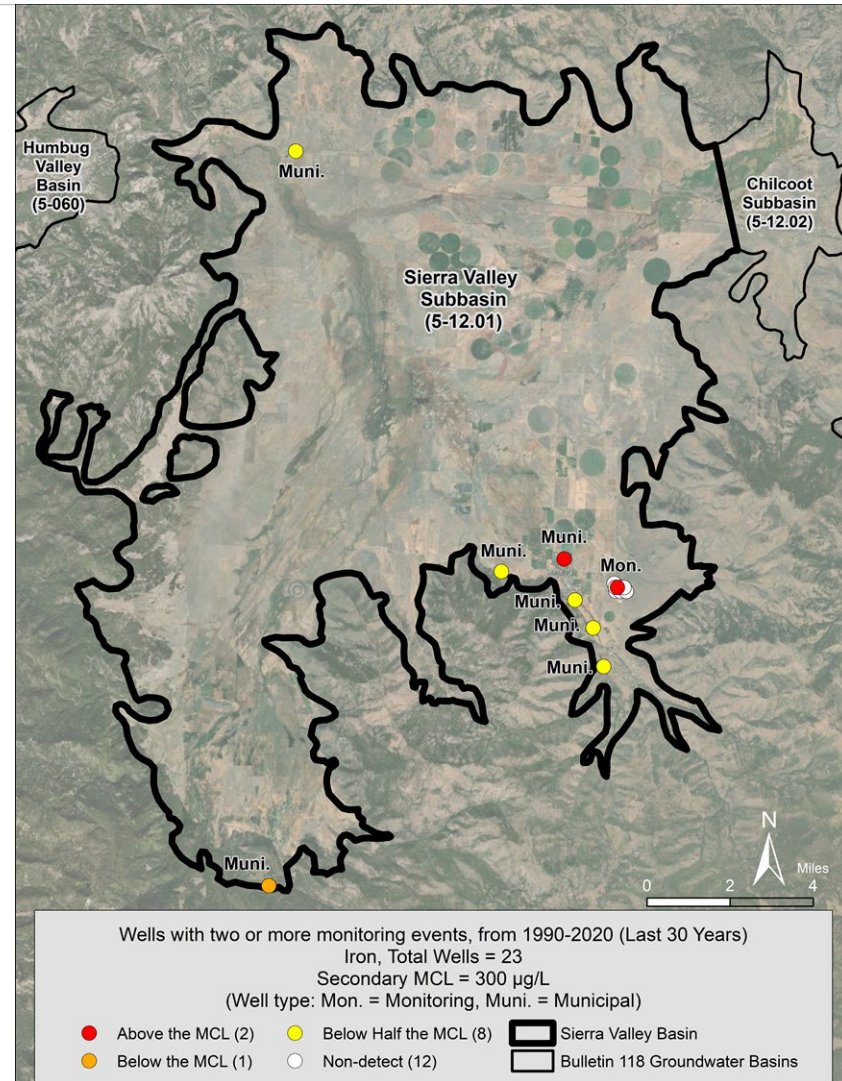 Humbug
Valley
Basin
(5-060)
Muni.
Chilcoot
Subbasin
(5-12.02)
Sierra Valley
Subbasin
(5-12.01)
Muni.
Muni.
Mon.
Muni.
Muni.
Muni.
Muni.
N
Miles
0 2 4
Wells with two or more monitoring events, from 1990-2020 (Last 30 Years)
Iron, Total Wells = 23
Secondary MCL = 300 µg/L
(Well type: Mon. = Monitoring, Muni. = Municipal)
Above the MCL (2) Below Half the MCL (8) Sierra Valley Basin
Below the MCL (1) Non-detect (12) Bulletin 118 Groundwater Basins